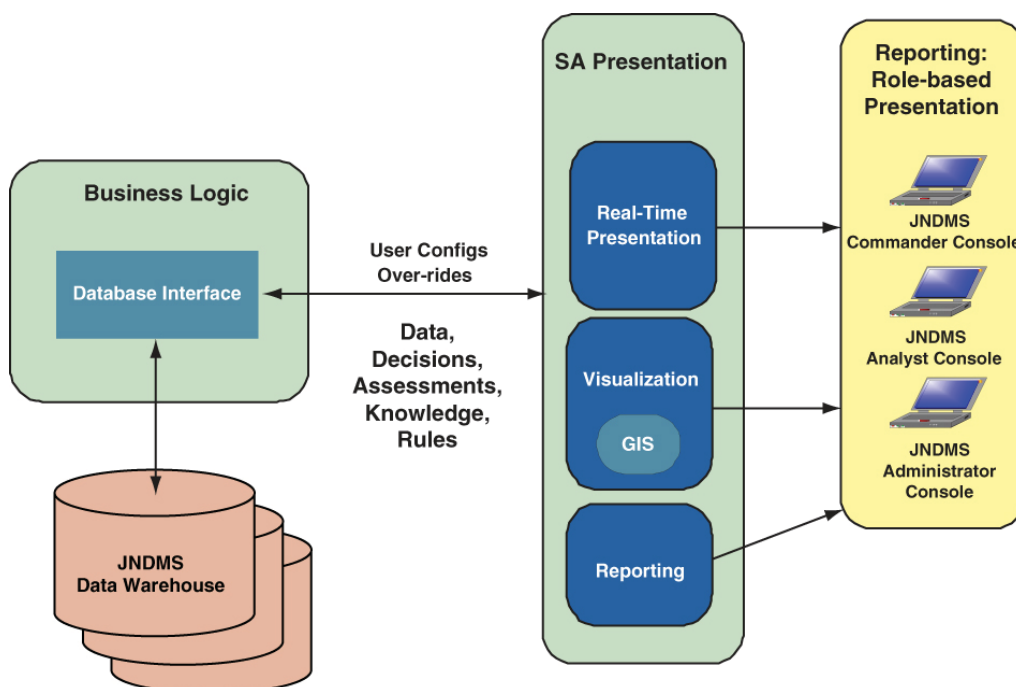 Business Logic
Database Interface
JNDMS
Data Warehouse
User Configs
Over-rides
Data,
Decisions,
Assessments,
Knowledge,
Rules
SA Presentation
Real-Time
Presentation
Visualization
GIS
Reporting
Reporting:
Role-based
Presentation
JNDMS
Commander Console
JNDMS
Analyst Console
JNDMS
Administrator
Console